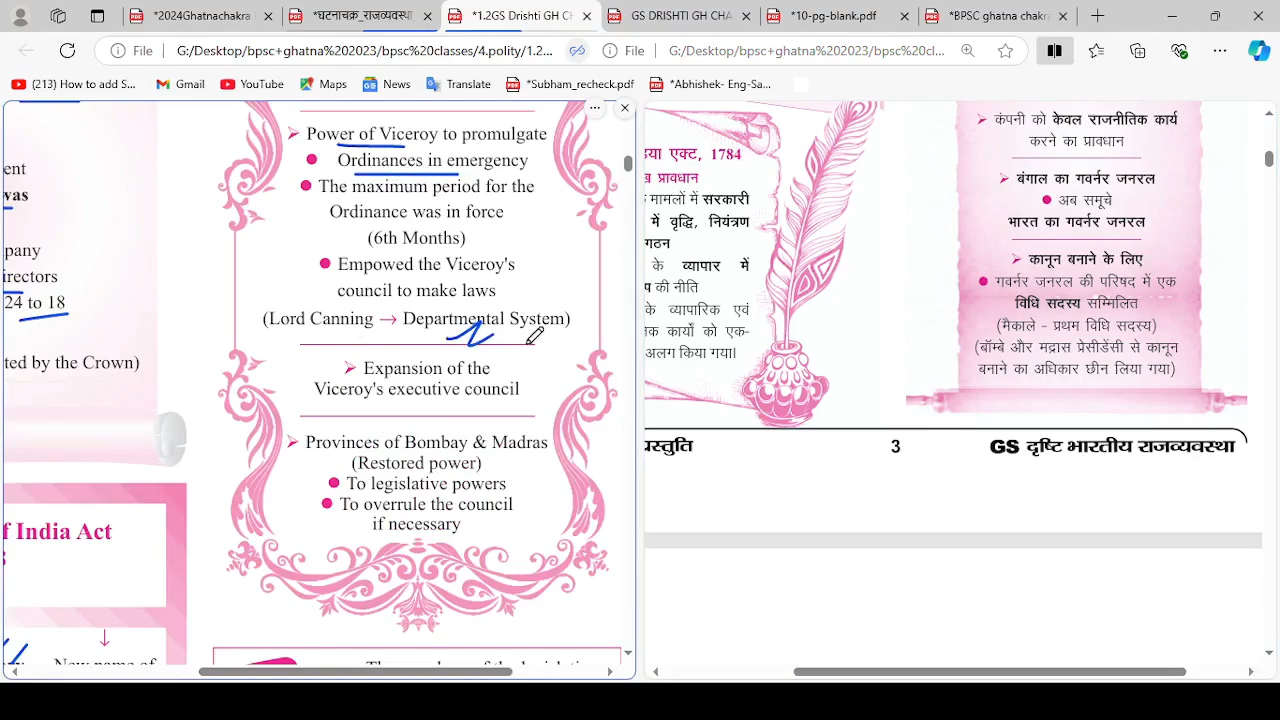 *2024Ghatnachakra
*घटनाचक्र_राजव्यवस्था
*1.2GS Drishti GH CH
GS DRISHTI GH CHA
*10-pg-blank.pdf
*BPSC ghatna chakra
File G:/Desktop/bpsc+ghatna%202023/bpsc%20classes/4.polity/1.2...
File G:/Desktop/bpsc+ghatna%202023/bpsc%20cl...
(213) How to add S... Gmail YouTube Maps News Translate *Subham_recheck.pdf *Abhishek- Eng-Sa...
ent
was
pany
irectors
24 to 18
ted by the Crown)
f India Act
New name of
Power of Viceroy to promulgate
Ordinances in emergency
The maximum period for the
Ordinance was in force
(6th Months)
Empowed the Viceroy's
council to make laws
(Lord Canning → Departmental System)
Expansion of the
Viceroy's executive council
Provinces of Bombay & Madras
(Restored power)
To legislative powers
To overrule the council
if necessary
या एक्ट, 1784
प्रावधान
मामलों में सरकारी
में वृद्धि, नियंत्रण
गठन
के व्यापार में
की नीति
के व्यापारिक एवं
कार्यों को एक-
अलग किया गया।
कंपनी को केवल राजनीतिक कार्य
करने का प्रावधान
बंगाल का गवर्नर जनरल
अब समूचे
भारत का गवर्नर जनरल
कानून बनाने के लिए
गवर्नर जनरल की परिषद में एक
विधि सदस्य सम्मिलित
(मैकाले - प्रथम विधि सदस्य)
(बॉम्बे और मद्रास प्रेसीडेंसी से कानून
बनाने का अधिकार छीन लिया गया)
प्रस्तुति 3 GS दृष्टि भारतीय राजव्यवस्था